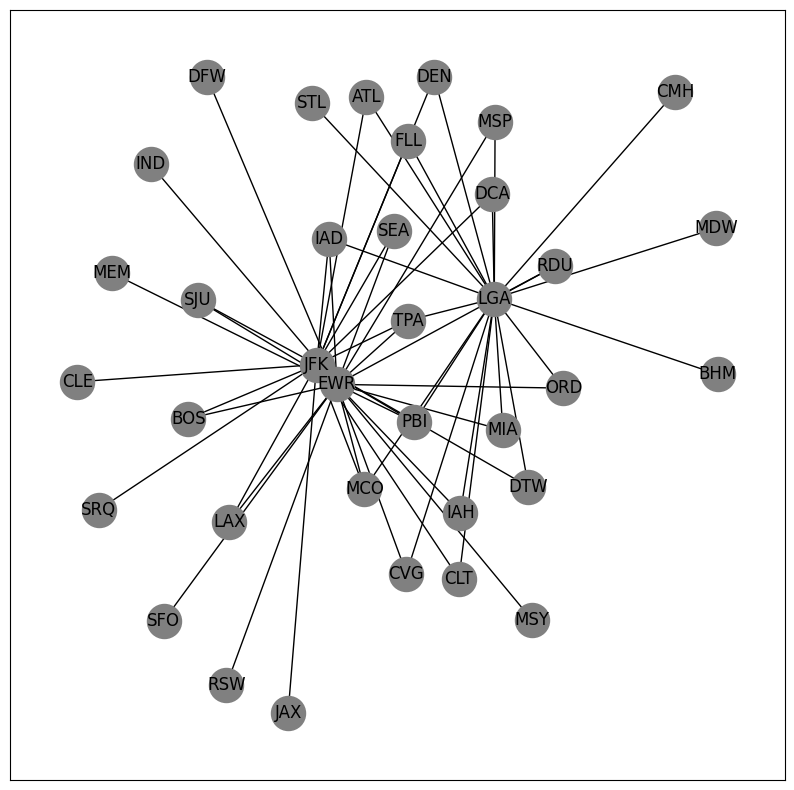 DFW
DEN
STL
ATL
CMH
MSP
FLL
IND
DCA
MDW
SEA
IAD
RDU
MEM
SJU
LGA
TPA
JFK
BHM
CLE
EWR
ORD
BOS
PBI
MIA
MCO
DTW
SRQ
IAH
LAX
CVG
CLT
SFO
MSY
RSW
JAX